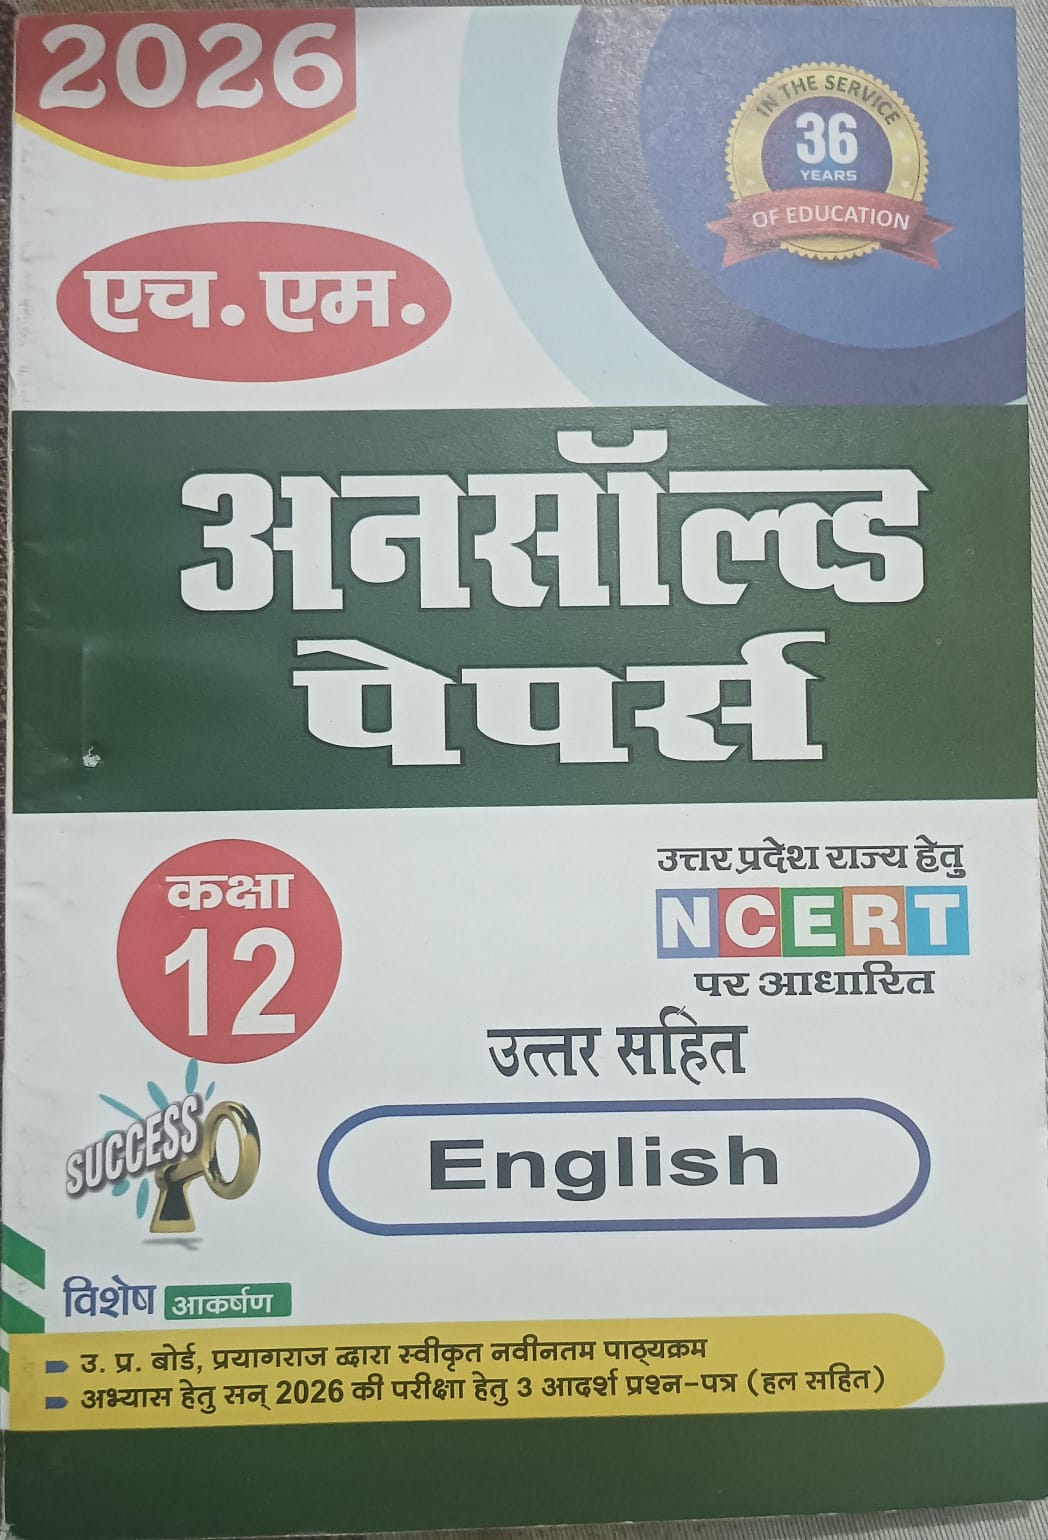 2026
IN THE SERVICE
36
YEARS
OF EDUCATION
एच. एम.
अनसॉल्व्ड
पेपर्स
कक्षा
12
उत्तर प्रदेश राज्य हेतु
NCERT
पर आधारित
उत्तर सहित
SUCCESS
English
विशेष आकर्षण
उ. प्र. बोर्ड, प्रयागराज द्वारा स्वीकृत नवीनतम पाठ्यक्रम
अभ्यास हेतु सन् 2026 की परीक्षा हेतु 3 आदर्श प्रश्न-पत्र (हल सहित)